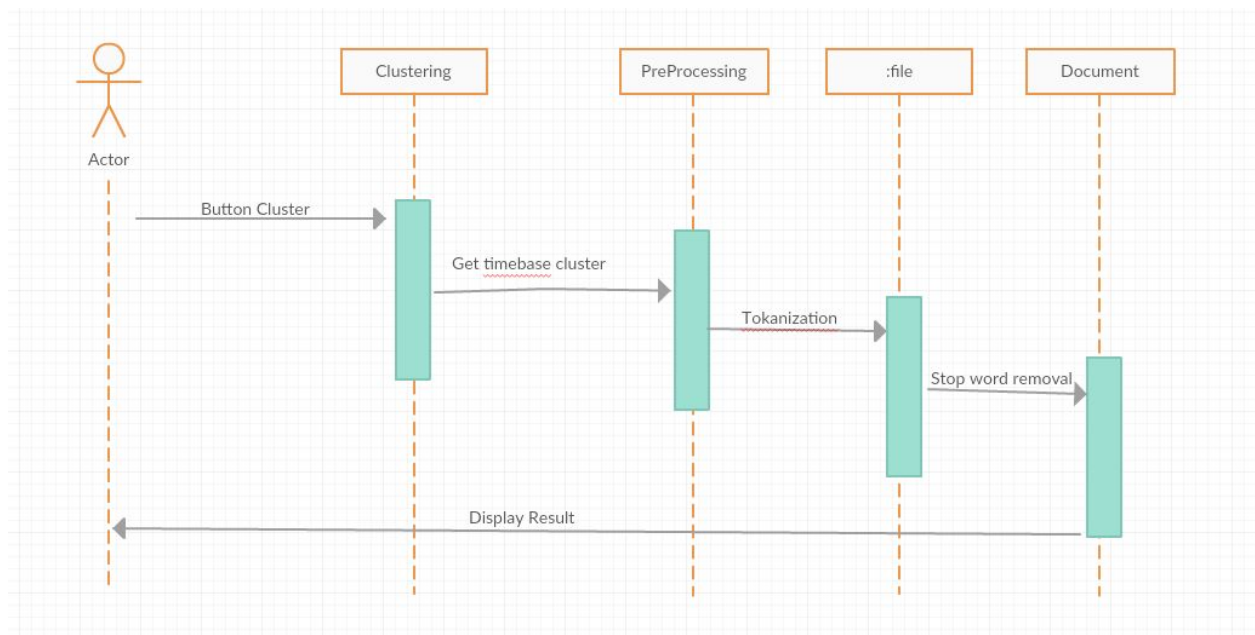 Clustering
PreProcessing
:file
Document
Actor
Button Cluster
Get timebase cluster
Tokanization
Stop word removal
Display Result